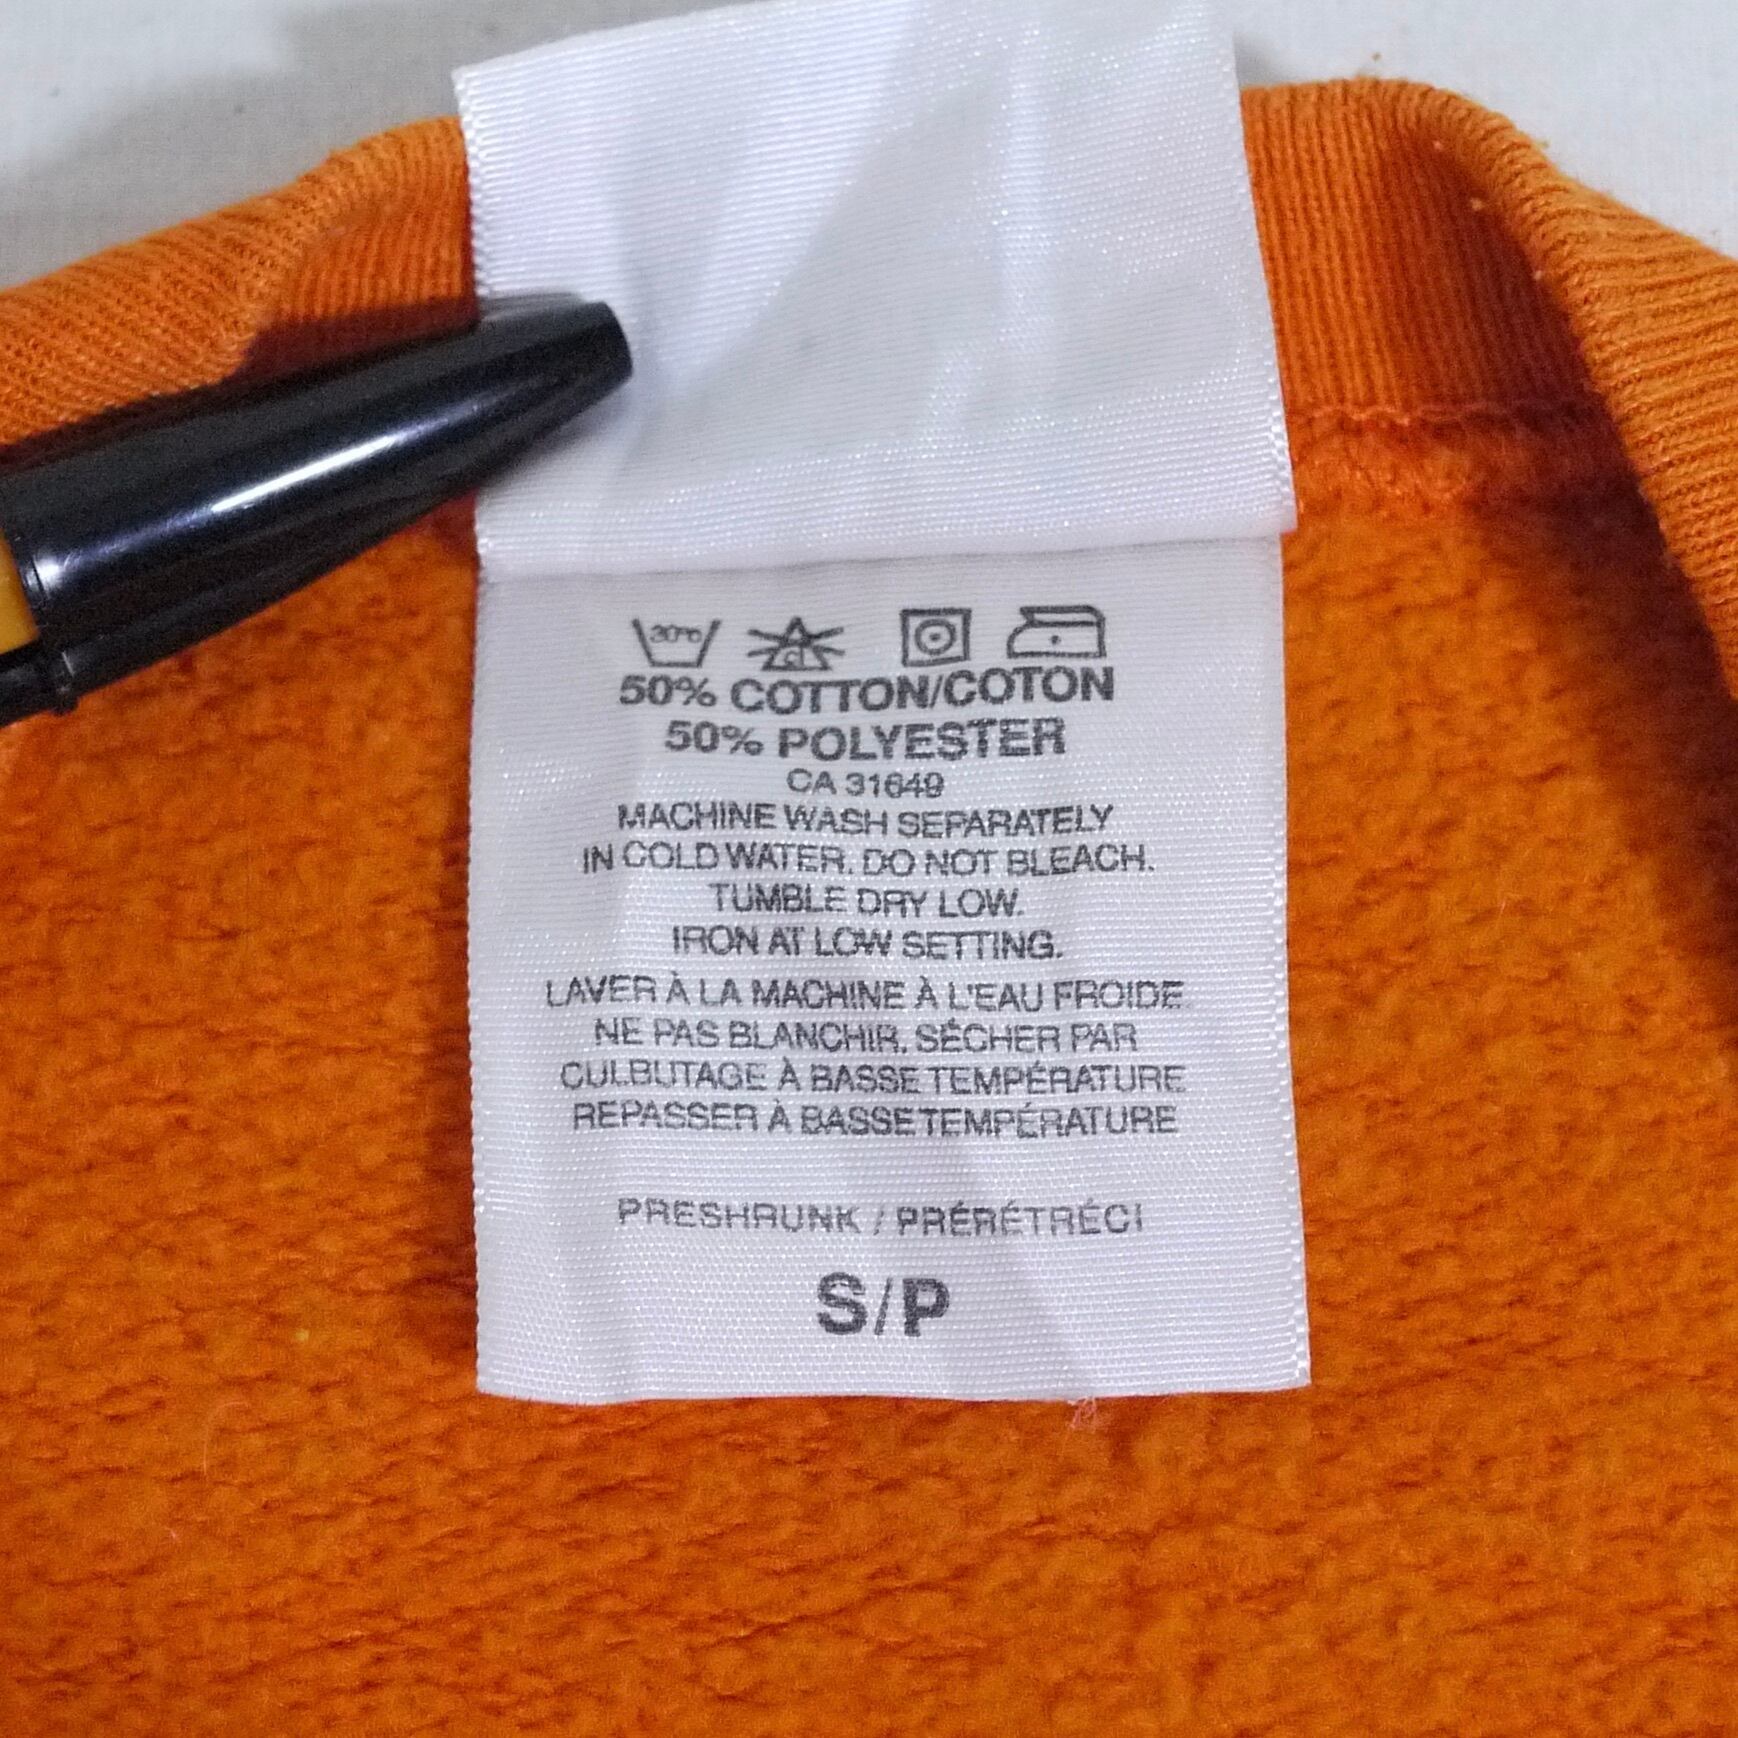 30°c
cl
50% COTTON/COTON
50% POLYESTER
CA 31649
MACHINE WASH SEPARATELY
IN COLD WATER. DO NOT BLEACH.
TUMBLE DRY LOW.
IRON AT LOW SETTING.
LAVER À LA MACHINE À L'EAU FROIDE
NE PAS BLANCHIR. SÉCHER PAR
CULBUTAGE À BASSE TEMPÉRATURE
REPASSER À BASSE TEMPÉRATURE
PRESHRUNK / PRÉRÉTRÉCI
S/P